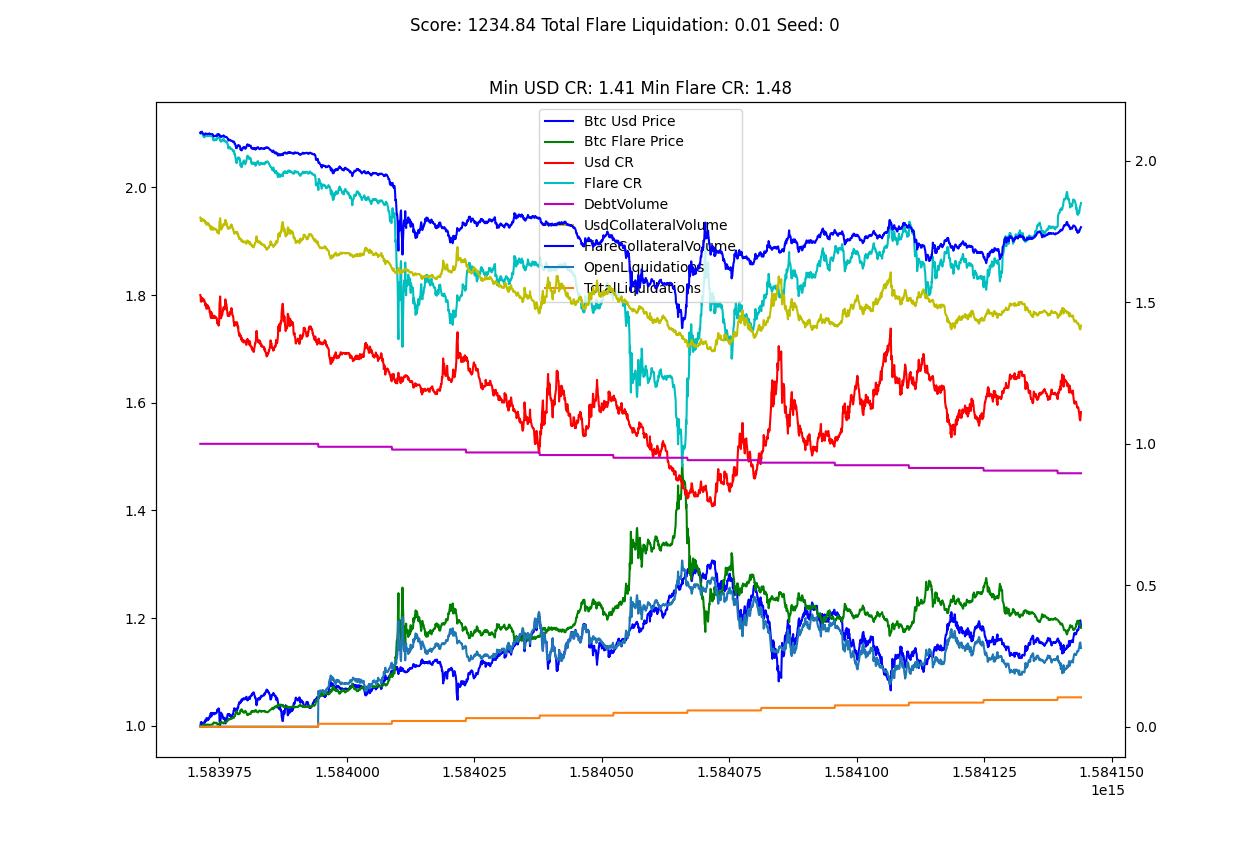 Score: 1234.84 Total Flare Liquidation: 0.01 Seed: 0
Min USD CR: 1.41 Min Flare CR: 1.48
Btc Usd Price
Btc Flare Price
Usd CR
Flare CR
DebtVolume
UsdCollateralVolume
FlareCollateralVolume
OpenLiquidations
TotalLiquidations
2.0
1.8
1.6
1.4
1.2
1.0
2.0
1.5
1.0
0.5
0.0
1.583975 1.584000 1.584025 1.584050 1.584075 1.584100 1.584125 1.584150
1e15